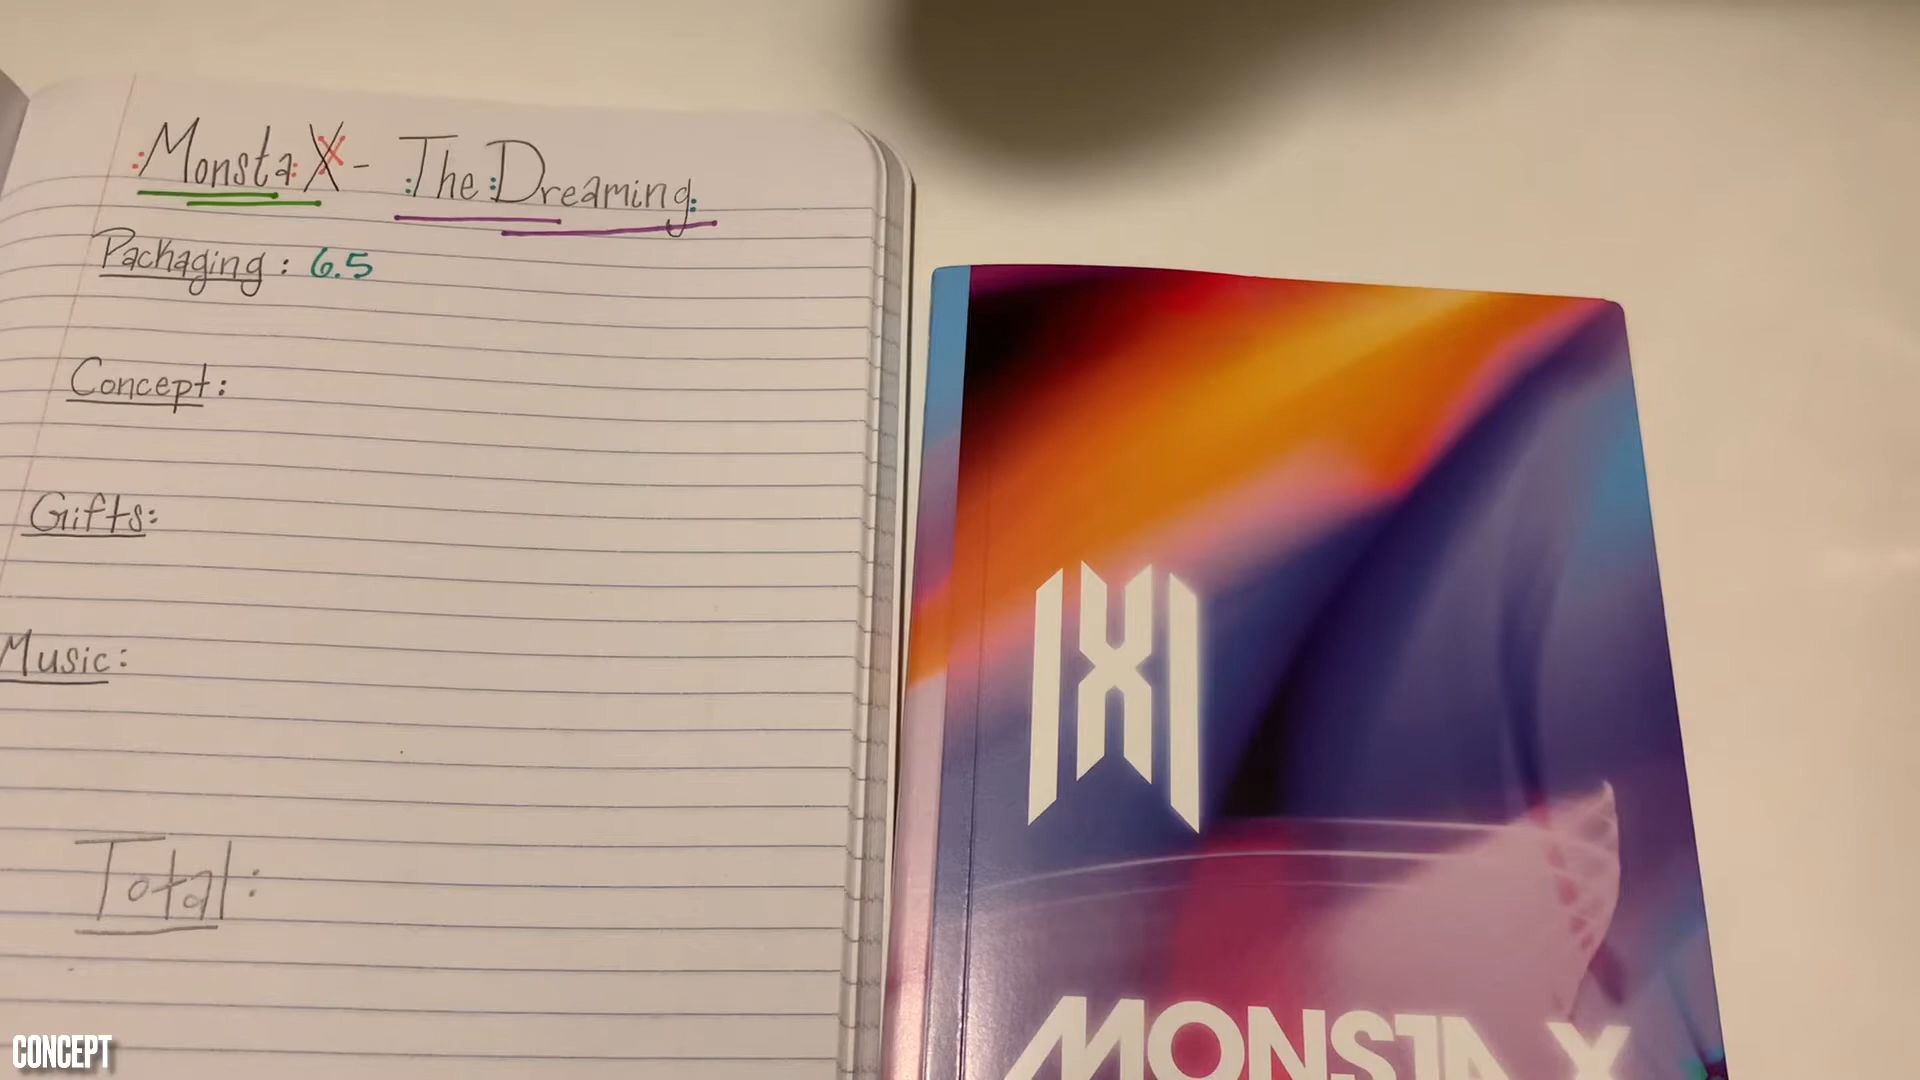 Monsta X - The Dreaming
Packaging: 6.5
Concept:
Gifts:
Music:
Total:
MONSTA X
CONCEPT